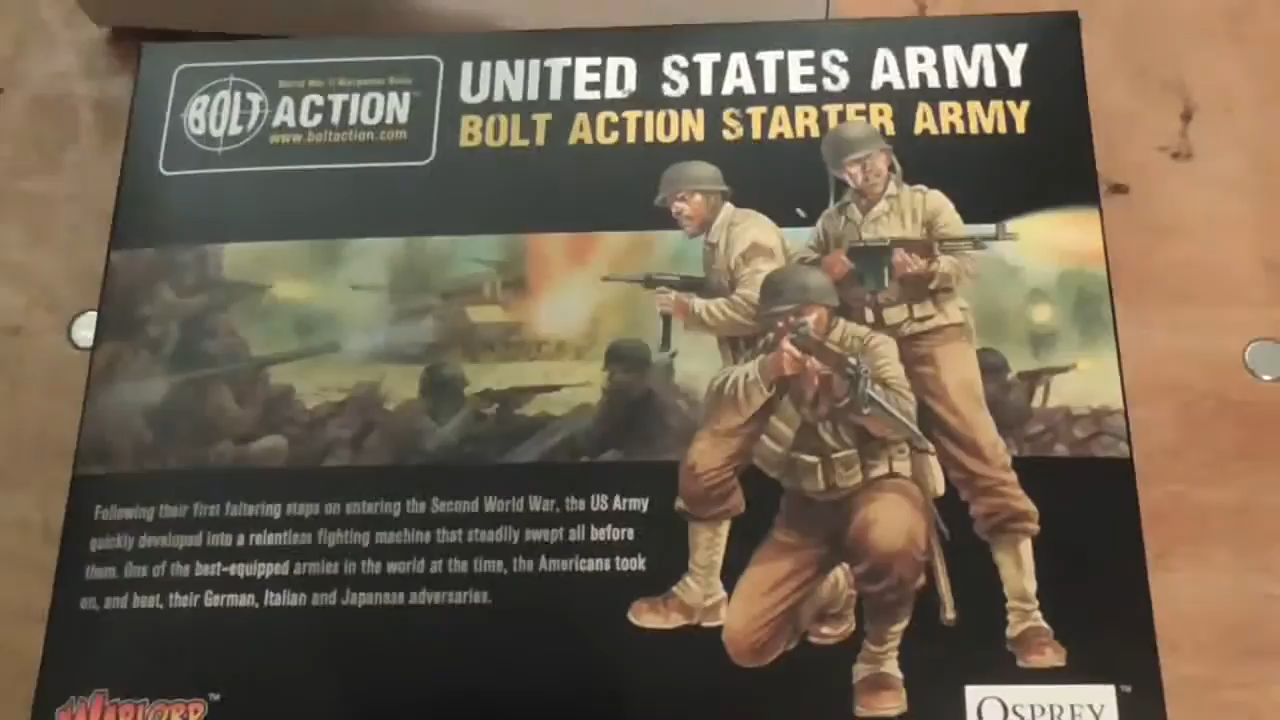 World War II Wargames Rules
BOLT ACTION™
www.boltaction.com
UNITED STATES ARMY
BOLT ACTION STARTER ARMY
Following their first faltering steps on entering the Second World War, the US Army
quickly developed into a relentless fighting machine that steadily swept all before
them. One of the best-equipped armies in the world at the time, the Americans took
on, and beat, their German, Italian and Japanese adversaries.
WARLORD™
OSPREY™